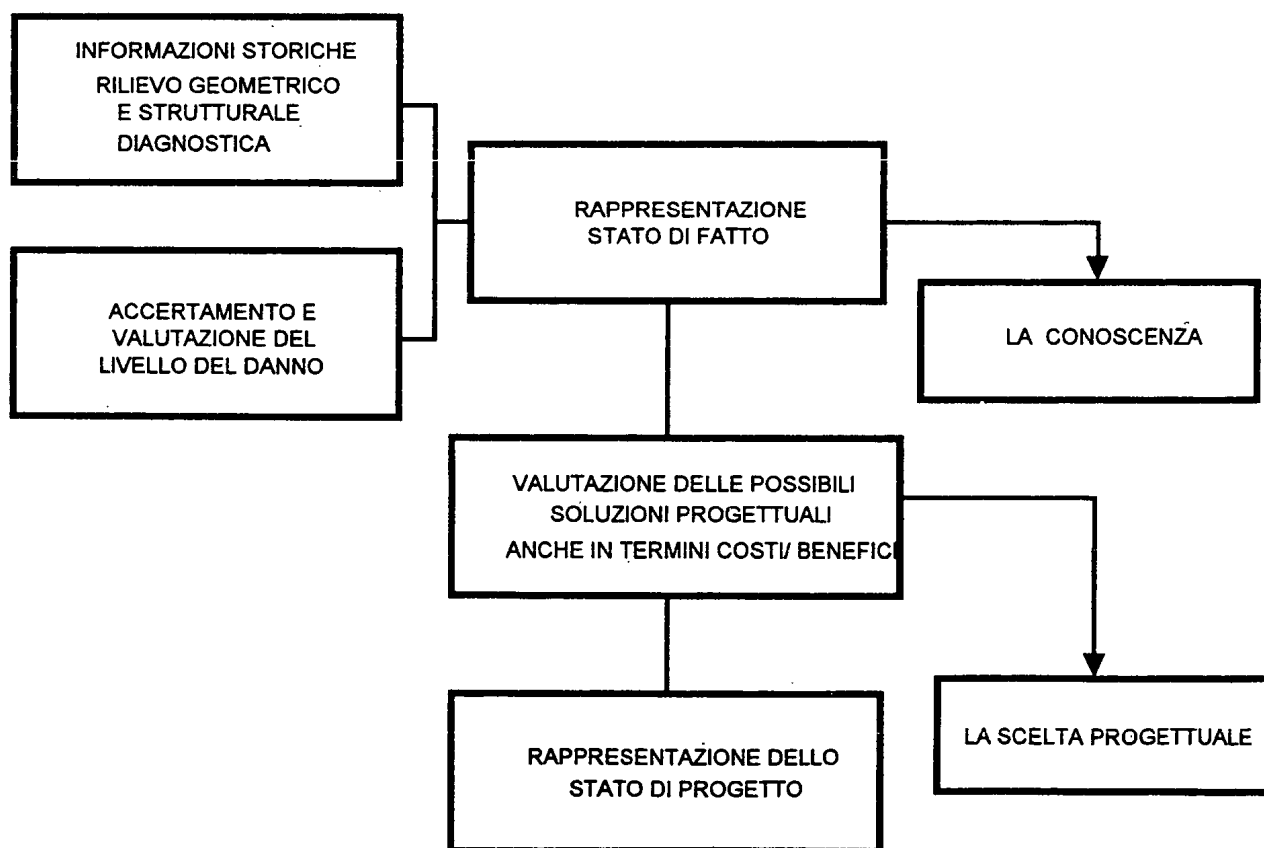 INFORMAZIONI STORICHE
RILIEVO GEOMETRICO
E STRUTTURALE
DIAGNOSTICA
ACCERTAMENTO E
VALUTAZIONE DEL
LIVELLO DEL DANNO
RAPPRESENTAZIONE
STATO DI FATTO
LA CONOSCENZA
VALUTAZIONE DELLE POSSIBILI
SOLUZIONI PROGETTUALI
ANCHE IN TERMINI COSTI/ BENEFICI
LA SCELTA PROGETTUALE
RAPPRESENTAZIONE DELLO
STATO DI PROGETTO